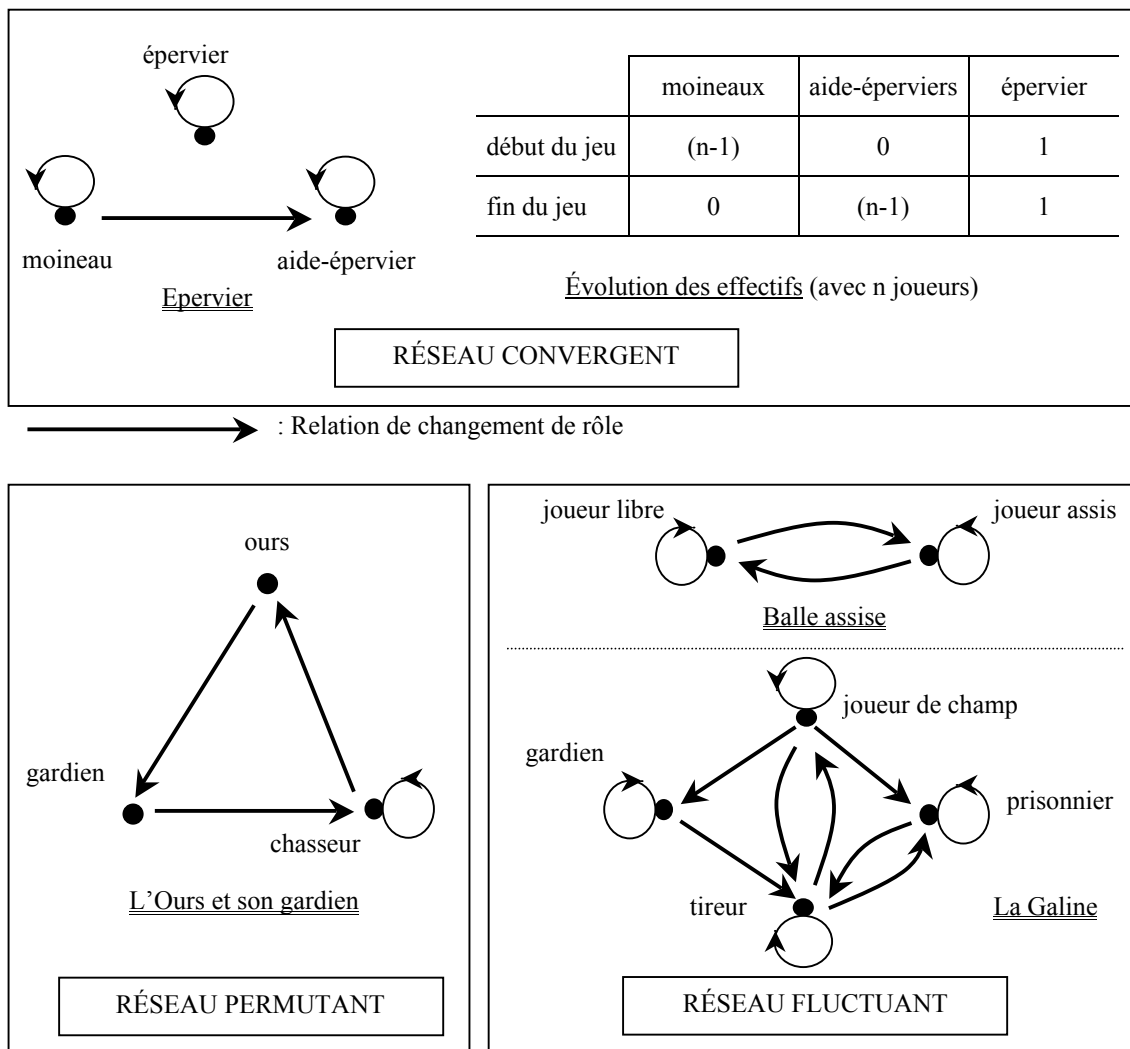 épervier
moineau
aide-épervier
Epervier
moineaux aide-éperviers épervier
début du jeu (n-1) 0 1
fin du jeu 0 (n-1) 1
Évolution des effectifs (avec n joueurs)
RÉSEAU CONVERGENT
: Relation de changement de rôle
ours
gardien
chasseur
L'Ours et son gardien
RÉSEAU PERMUTANT
joueur libre
joueur assis
Balle assise
joueur de champ
gardien
prisonnier
tireur
La Galine
RÉSEAU FLUCTUANT